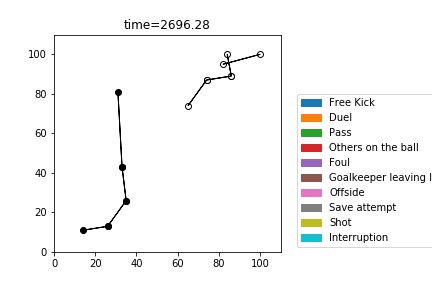 time=2696.28
100
80
60
40
20
0
0 20 40 60 80 100
Free Kick
Duel
Pass
Others on the ball
Foul
Goalkeeper leaving l
Offside
Save attempt
Shot
Interruption